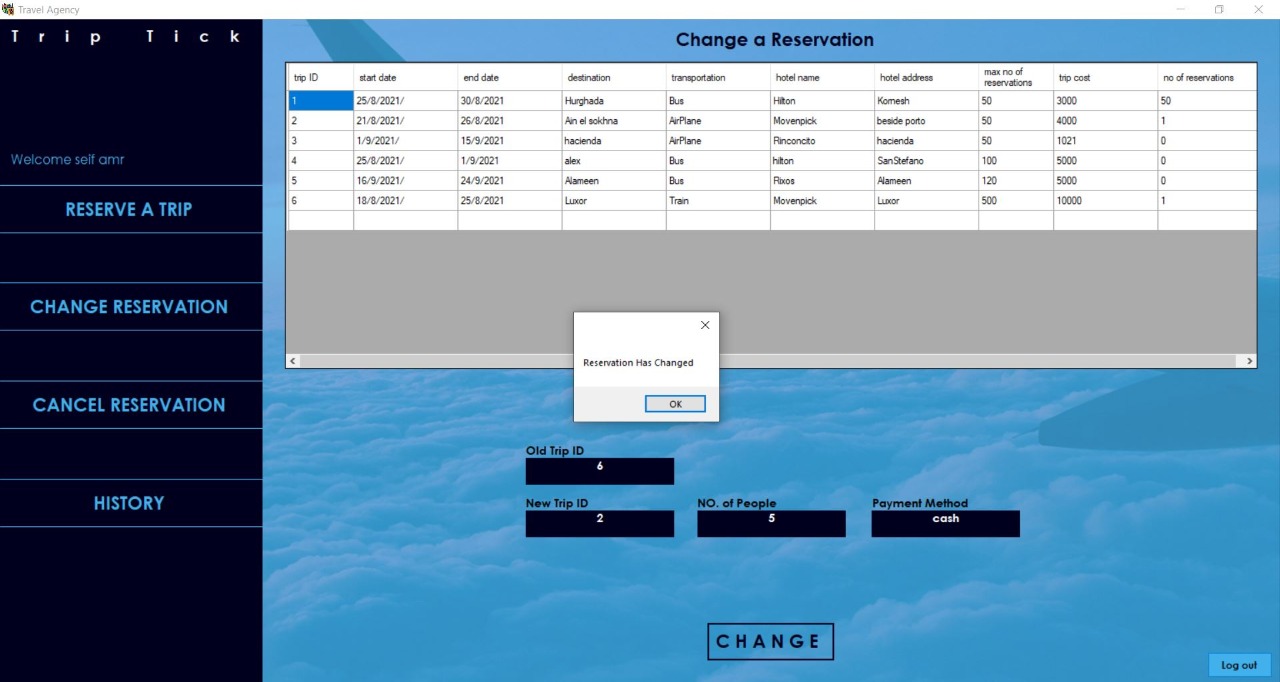 Travel Agency
Trip Tick
Welcome seif amr
RESERVE A TRIP
CHANGE RESERVATION
CANCEL RESERVATION
HISTORY
Change a Reservation
trip ID start date end date destination transportation hotel name hotel address max no of reservations trip cost no of reservations
1 25/8/2021/ 30/8/2021 Hurghada Bus Hilton Komesh 50 3000 50
2 21/8/2021/ 26/8/2021 Ain el sokhna AirPlane Movenpick beside porto 50 4000 1
3 1/9/2021/ 15/9/2021 hacienda AirPlane Rinconcito hacienda 50 1021 0
4 25/8/2021/ 1/9/2021 alex Bus hilton SanStefano 100 5000 0
5 16/9/2021/ 24/9/2021 Alameen Bus Rixos Alameen 120 5000 0
6 18/8/2021/ 25/8/2021 Luxor Train Movenpick Luxor 500 10000 1
Reservation Has Changed
OK
Old Trip ID
6
New Trip ID NO. of People Payment Method
2 5 cash
CHANGE
Log out